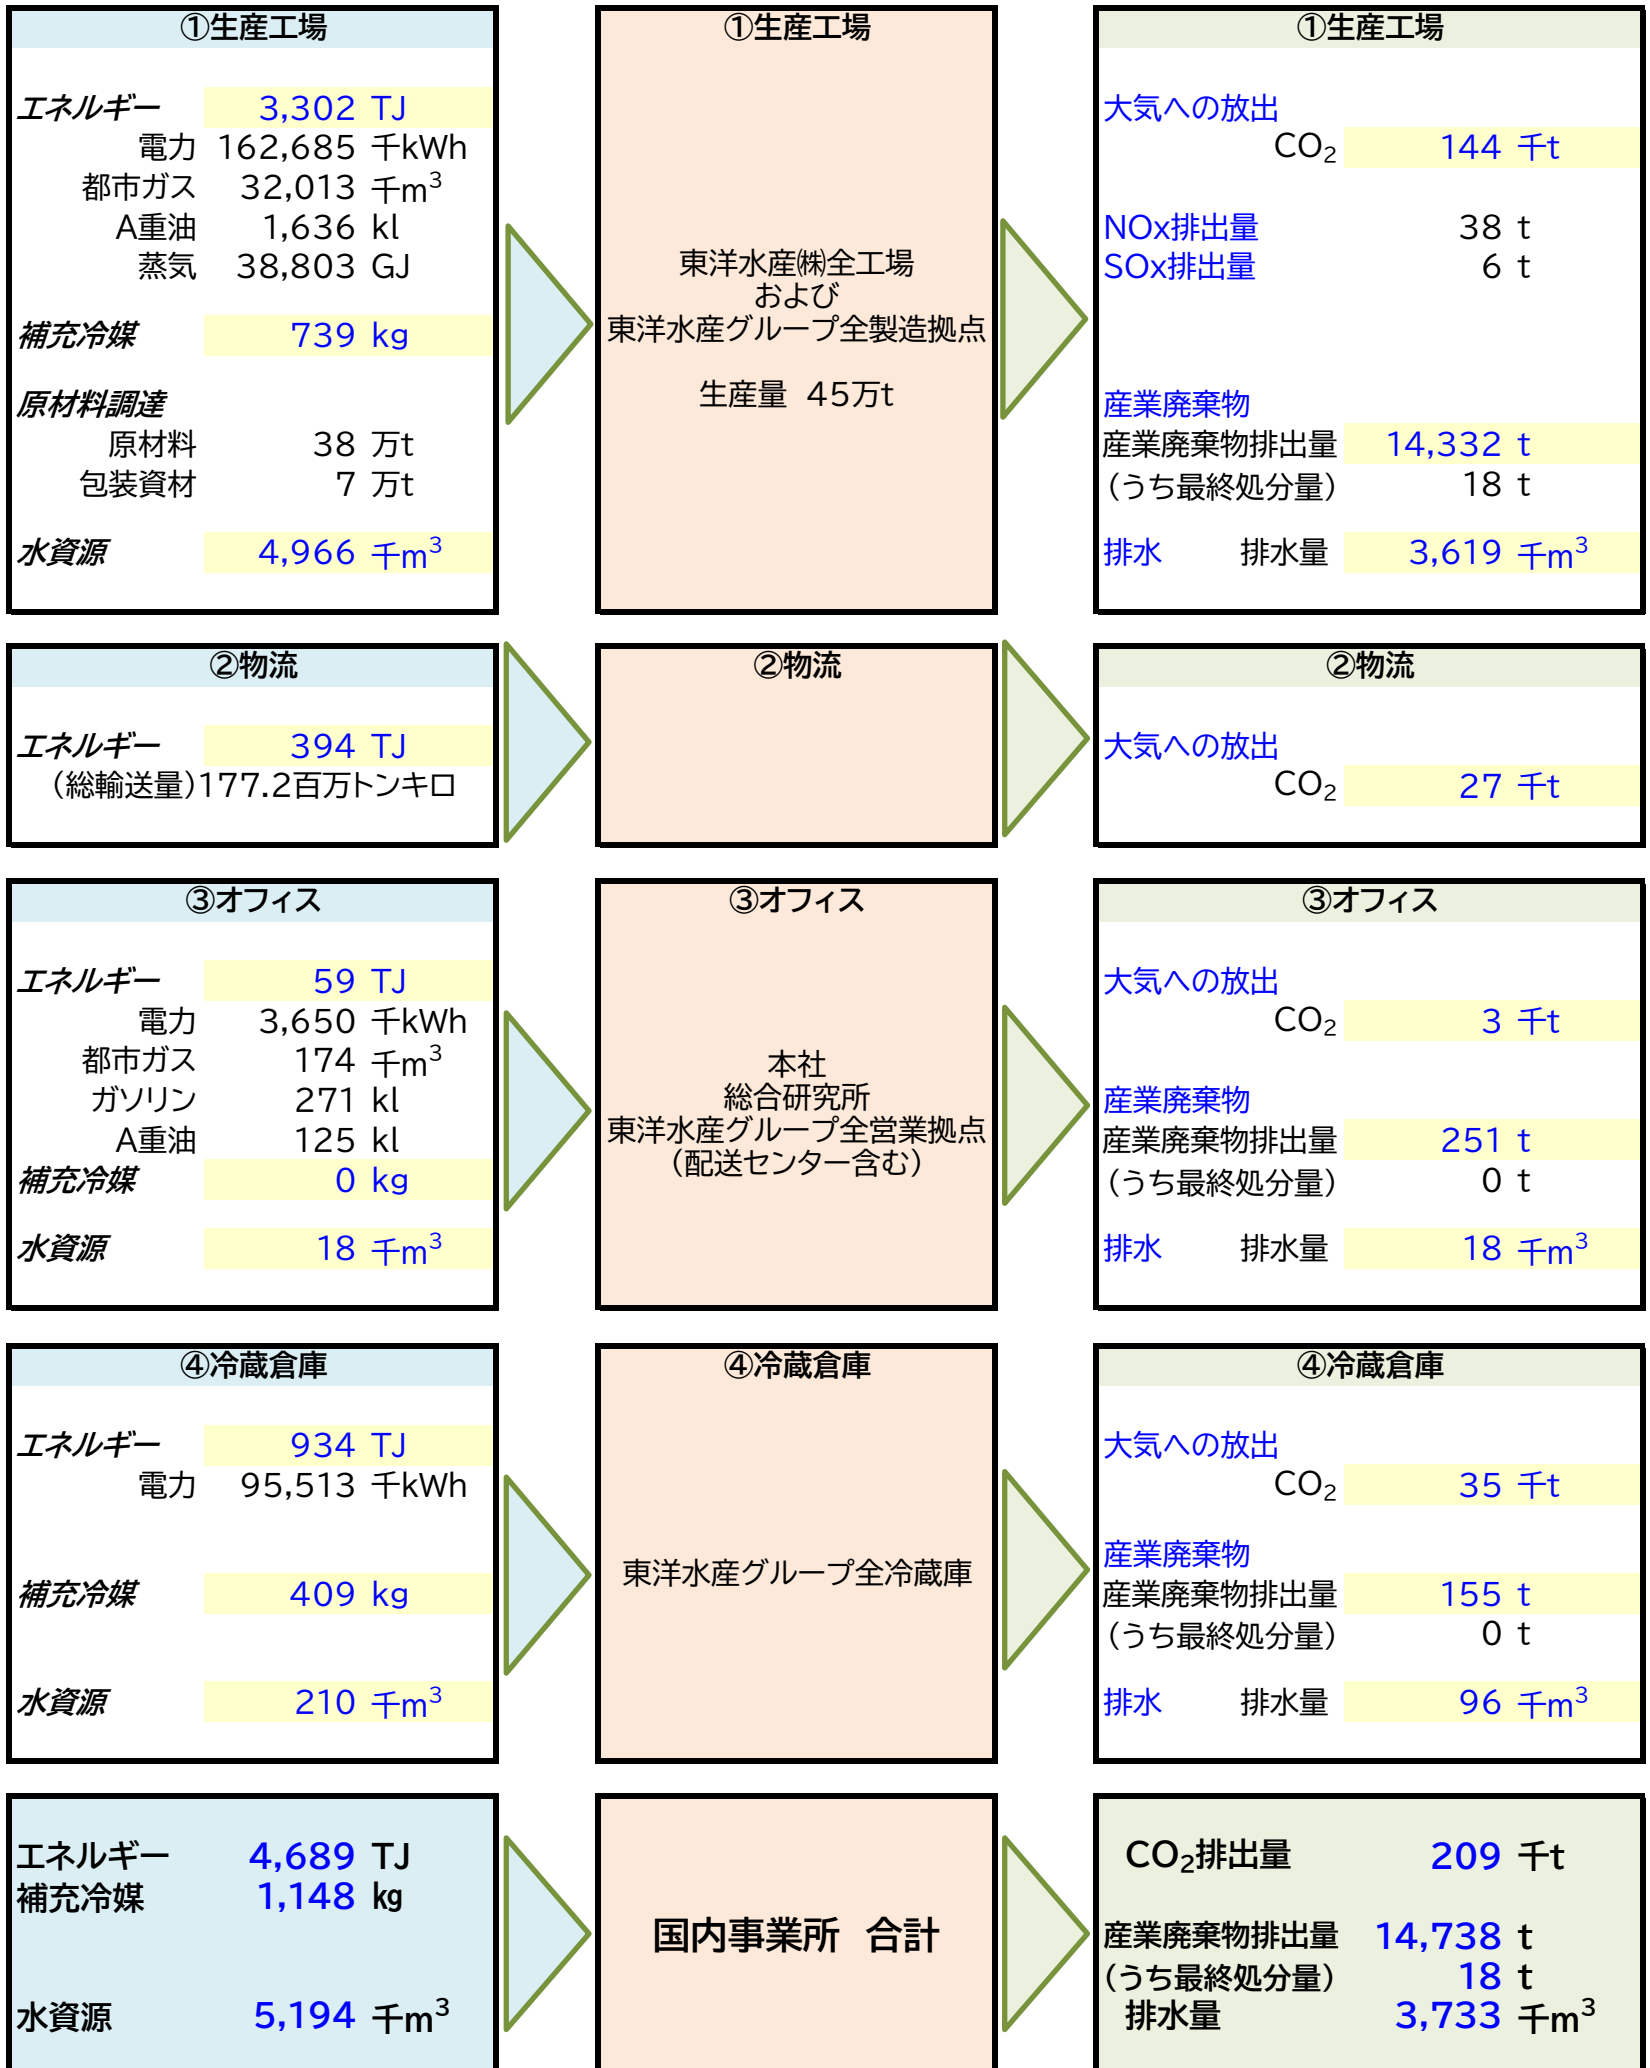 ①生産工場
エネルギー 3,302 TJ
電力 162,685 千kWh
都市ガス 32,013 千m³
A重油 1,636 kl
蒸気 38,803 GJ
補充冷媒 739 kg
原材料調達
原材料 38 万t
包装資材 7 万t
水資源 4,966 千m³
①生産工場
東洋水産㈱全工場
および
東洋水産グループ全製造拠点
生産量 45万t
①生産工場
大気への放出
CO₂ 144 千t
NOx排出量 38 t
SOx排出量 6 t
産業廃棄物
産業廃棄物排出量 14,332 t
(うち最終処分量) 18 t
排水 排水量 3,619 千m³
②物流
エネルギー 394 TJ
(総輸送量)177.2百万トンキロ
②物流
②物流
大気への放出
CO₂ 27 千t
③オフィス
エネルギー 59 TJ
電力 3,650 千kWh
都市ガス 174 千m³
ガソリン 271 kl
A重油 125 kl
補充冷媒 0 kg
水資源 18 千m³
③オフィス
本社
総合研究所
東洋水産グループ全営業拠点
(配送センター含む)
③オフィス
大気への放出
CO₂ 3 千t
産業廃棄物
産業廃棄物排出量 251 t
(うち最終処分量) 0 t
排水 排水量 18 千m³
④冷蔵倉庫
エネルギー 934 TJ
電力 95,513 千kWh
補充冷媒 409 kg
水資源 210 千m³
④冷蔵倉庫
東洋水産グループ全冷蔵庫
④冷蔵倉庫
大気への放出
CO₂ 35 千t
産業廃棄物
産業廃棄物排出量 155 t
(うち最終処分量) 0 t
排水 排水量 96 千m³
エネルギー 4,689 TJ
補充冷媒 1,148 kg
水資源 5,194 千m³
国内事業所 合計
CO₂排出量 209 千t
産業廃棄物排出量 14,738 t
(うち最終処分量) 18 t
排水量 3,733 千m³